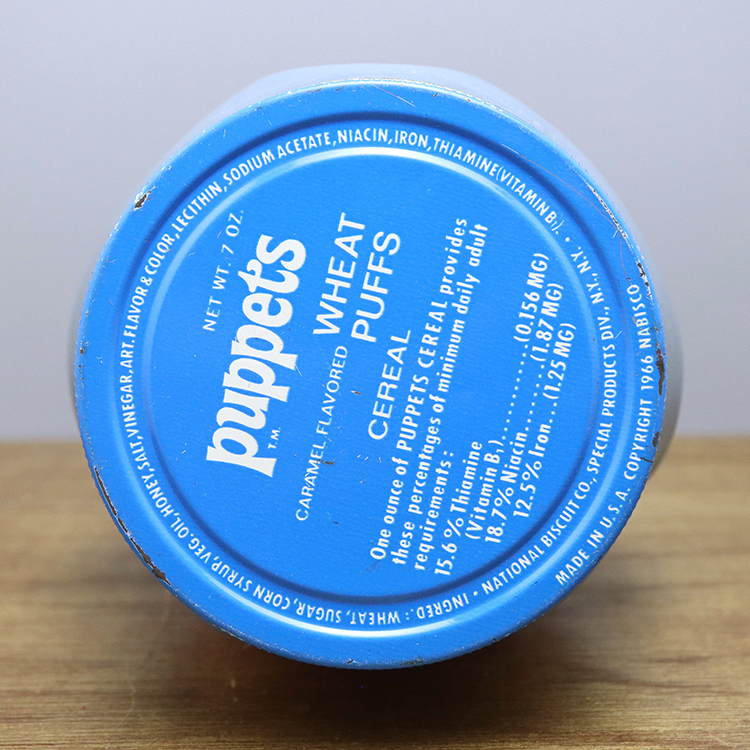 NET WT. 7 OZ.
puppets
T.M.
CARAMEL FLAVORED
WHEAT
PUFFS
CEREAL
One ounce of PUPPETS CEREAL provides
these percentages of minimum daily adult
requirements:
15.6% Thiamine
(Vitamin B₁)............(0.156 MG)
18.7% Niacin..........(1.87 MG)
12.5% Iron...(1.25 MG)
• INGRED.: WHEAT, SUGAR, CORN SYRUP, VEG. OIL, HONEY, SALT, VINEGAR, ART. FLAVOR & COLOR, LECITHIN, SODIUM ACETATE, NIACIN, IRON, THIAMINE (VITAMIN B₁). •
NATIONAL BISCUIT CO., SPECIAL PRODUCTS DIV., N.Y., N.Y.
MADE IN U.S.A. COPYRIGHT 1966 NABISCO